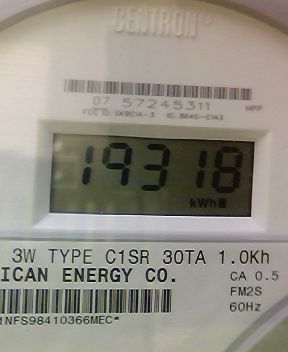 CENTRON®
07 57245311
19318
kWh
3W TYPE C1SR 30TA 1.0Kh
ICAN ENERGY CO.
CA 0.5
FM2S
60Hz
NFS98410366MEC*